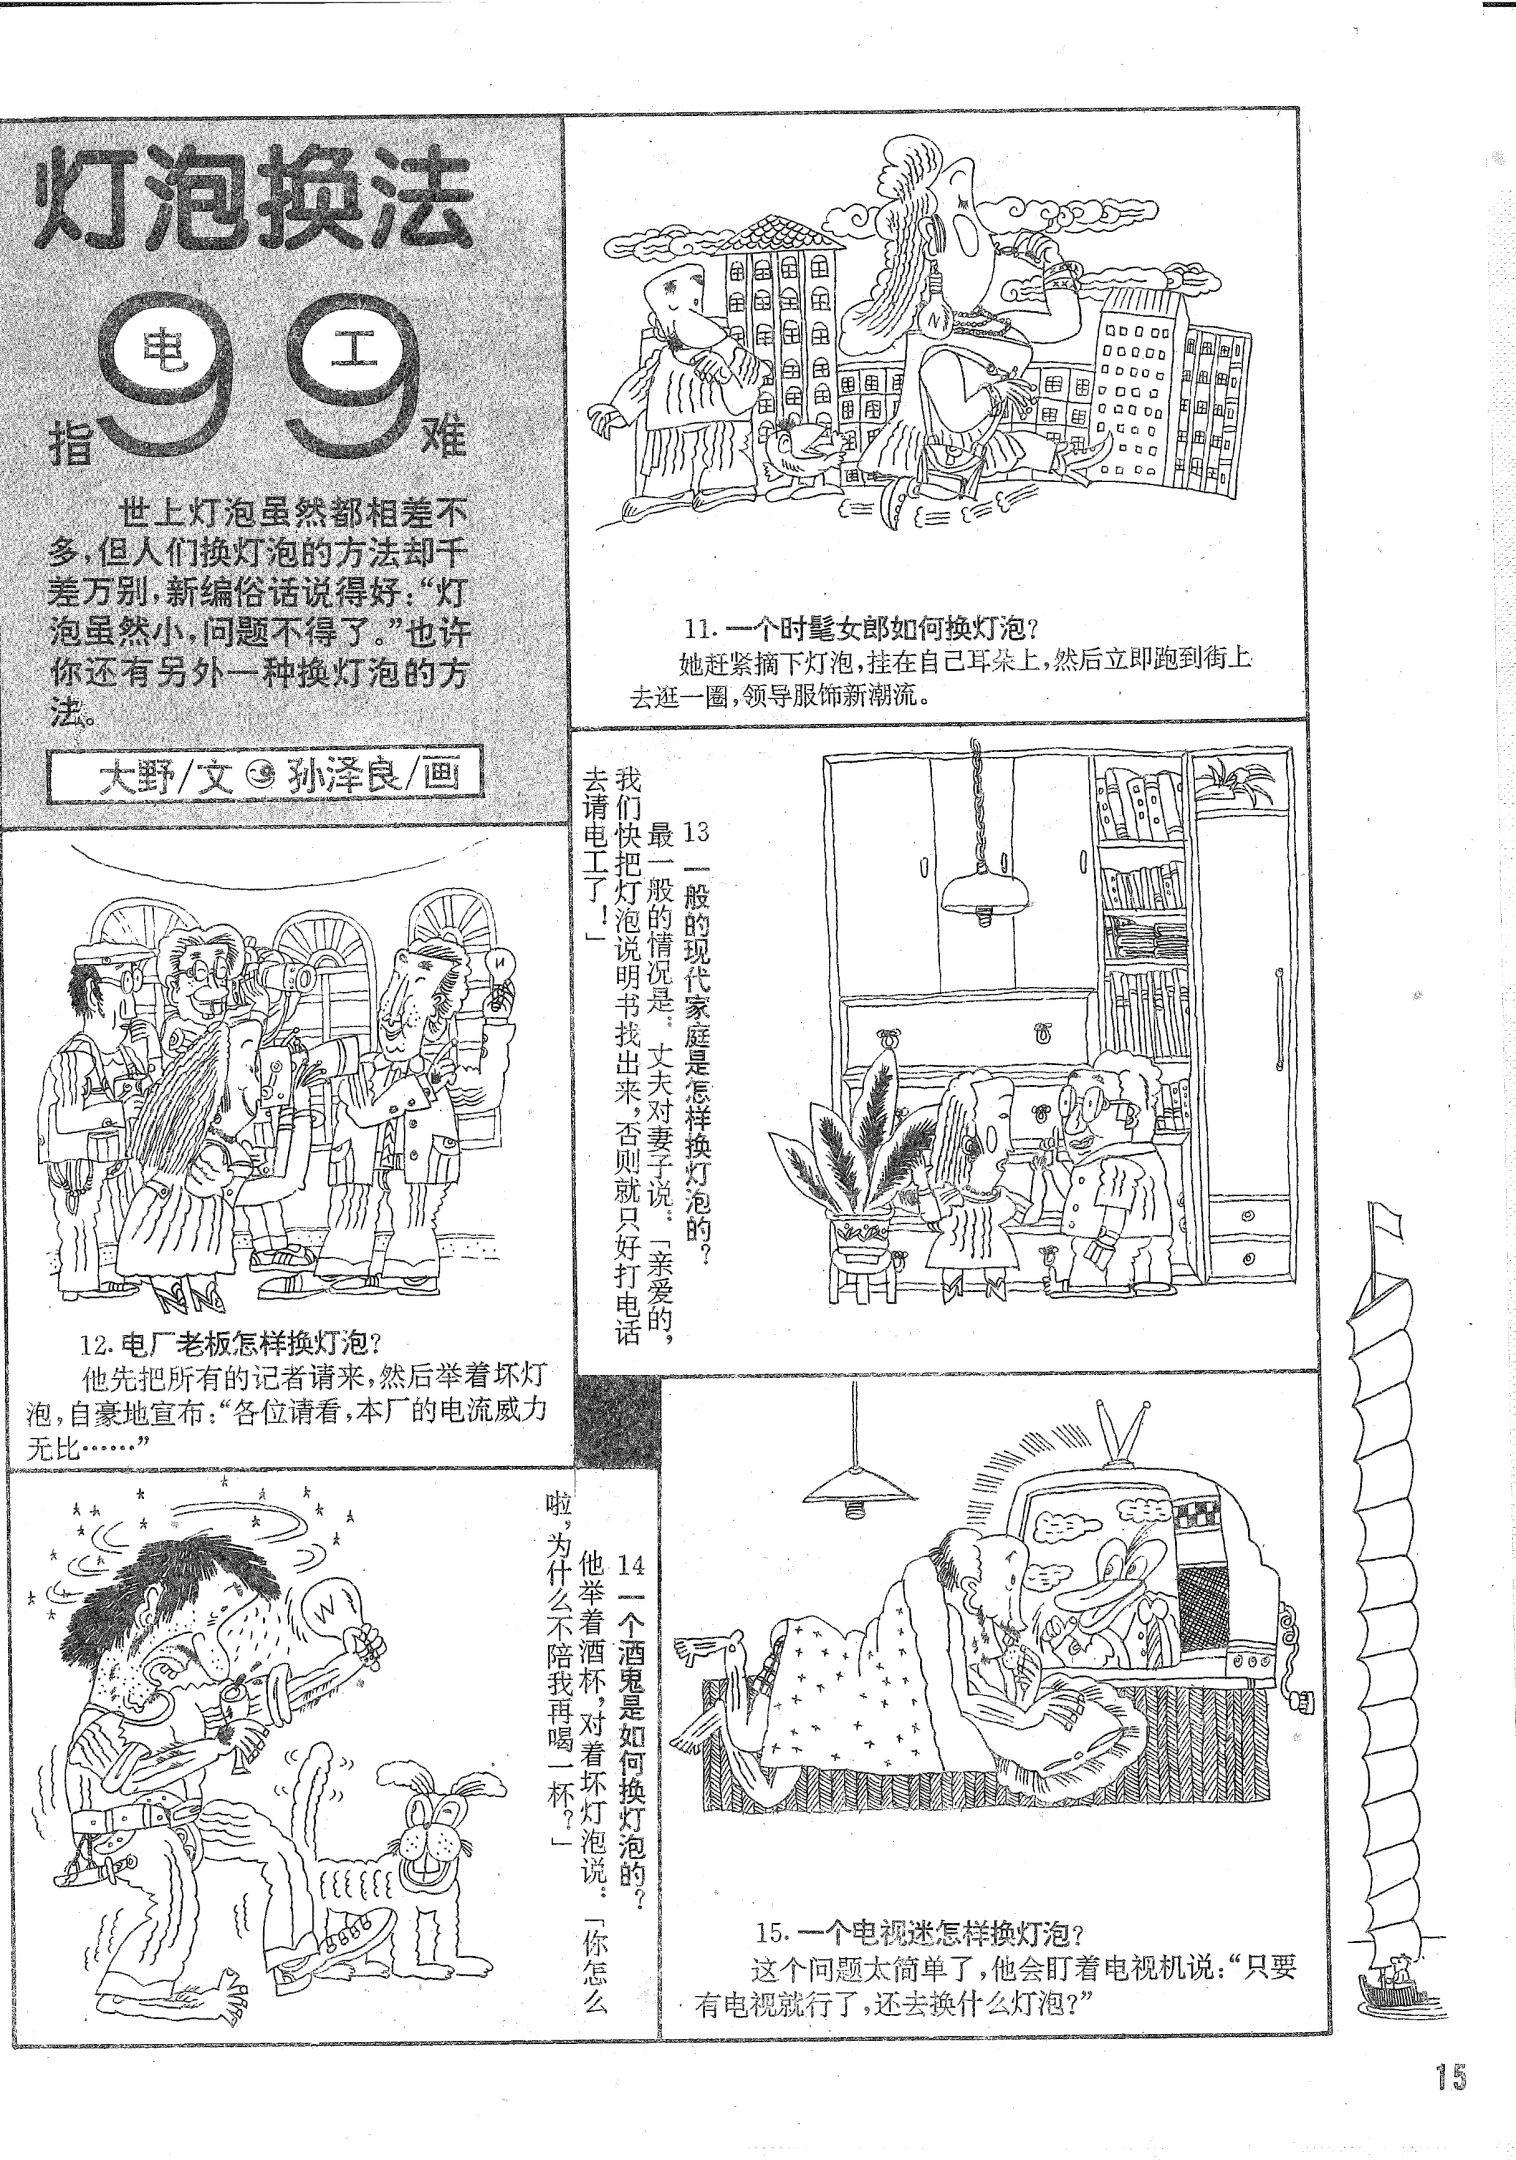 灯泡换法
99
电工
指难
世上灯泡虽然都相差不
多，但人们换灯泡的方法却千
差万别，新编俗话说得好：“灯
泡虽然小，问题不得了。”也许
你还有另外一种换灯泡的方
法。
大野/文 孙泽良/画
N
11. 一个时髦女郎如何换灯泡？
她赶紧摘下灯泡，挂在自己耳朵上，然后立即跑到街上
去逛一圈，领导服饰新潮流。
И
12. 电厂老板怎样换灯泡？
他先把所有的记者请来，然后举着坏灯
泡，自豪地宣布：“各位请看，本厂的电流威力
无比……”
13 一般的现代家庭是怎样换灯泡的？
最一般的情况是：丈夫对妻子说：「亲爱的，
我们快把灯泡说明书找出来，否则就只好打电话
去请电工了！」
W
14 一个酒鬼是如何换灯泡的？
他举着酒杯，对着坏灯泡说：「你怎么
啦，为什么不陪我再喝一杯？」
15. 一个电视迷怎样换灯泡？
这个问题太简单了，他会盯着电视机说：“只要
有电视就行了，还去换什么灯泡？”
15